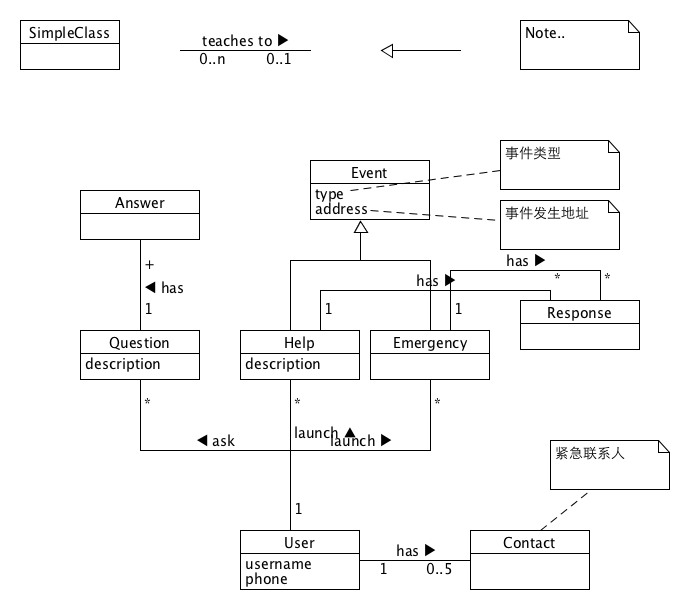 SimpleClass
teaches to ▶
0..n
0..1
Note..
事件类型
Event
type
address
事件发生地址
Answer
+
◀ has
1
has ▶
has ▶
*
*
1
1
Response
Question
description
Help
description
Emergency
*
*
*
◀ ask
launch ▲
launch ▶
紧急联系人
1
User
username
phone
has ▶
1
0..5
Contact